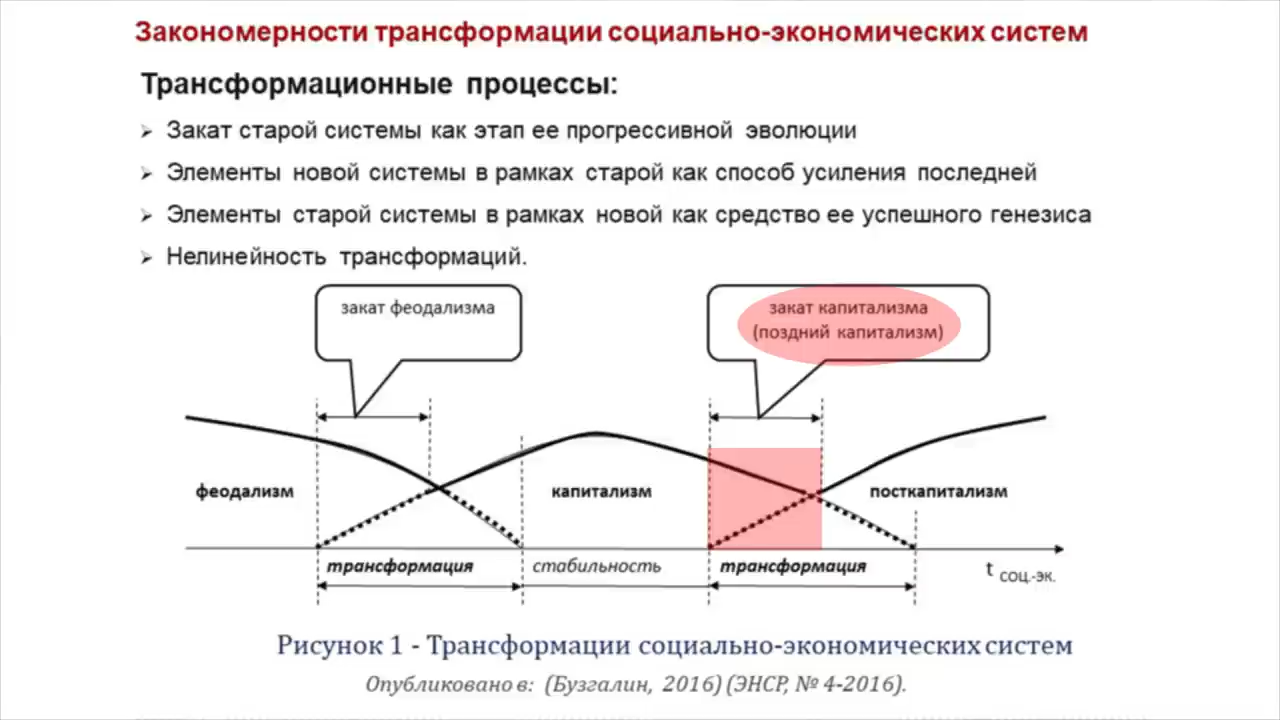 Закономерности трансформации социально-экономических систем
Трансформационные процессы:
➢ Закат старой системы как этап ее прогрессивной эволюции
➢ Элементы новой системы в рамках старой как способ усиления последней
➢ Элементы старой системы в рамках новой как средство ее успешного генезиса
➢ Нелинейность трансформаций.
закат феодализма
закат капитализма
(поздний капитализм)
феодализм
капитализм
посткапитализм
трансформация
стабильность
трансформация
t СОЦ.-ЭК.
Рисунок 1 - Трансформации социально-экономических систем
Опубликовано в: (Бузгалин, 2016) (ЭНСР, № 4-2016).